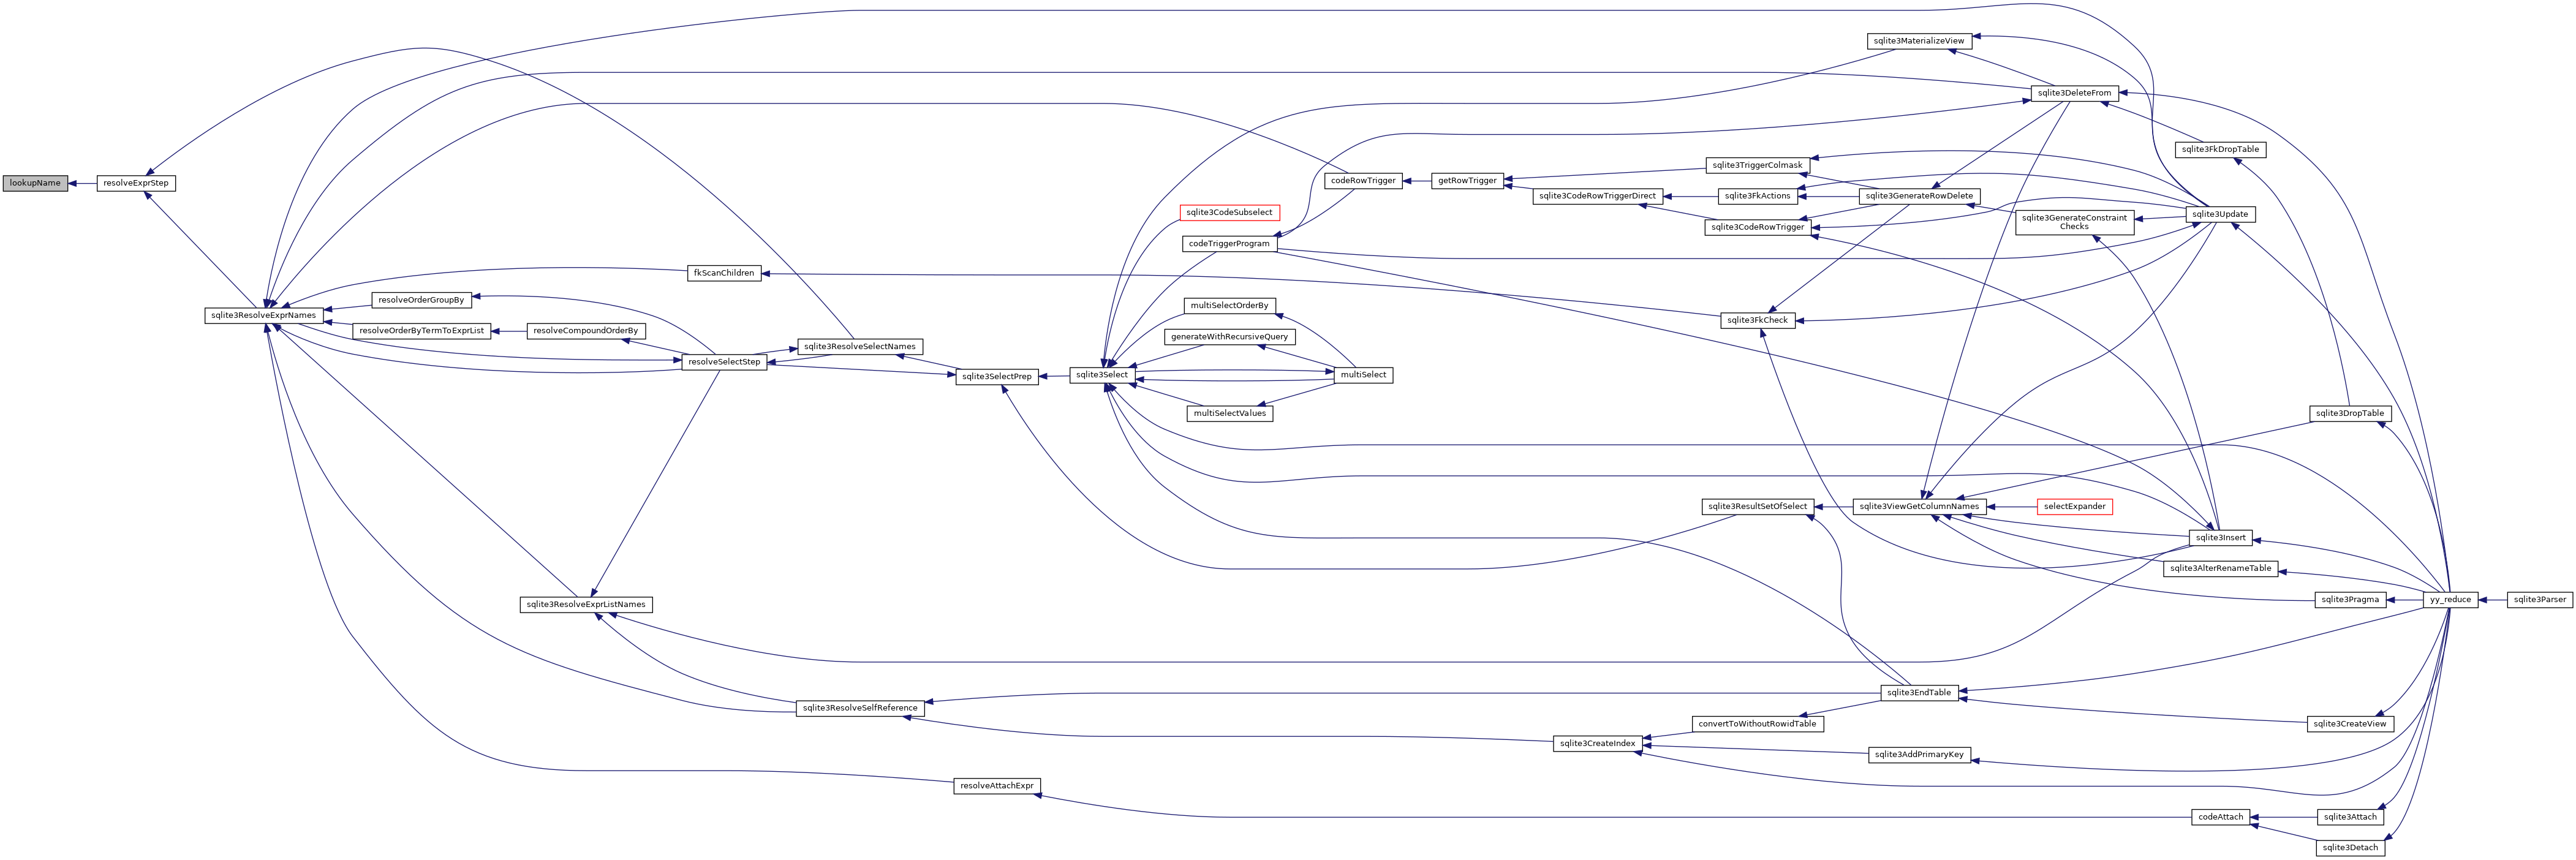 lookupName
resolveExprStep
sqlite3ResolveExprNames
fkScanChildren
resolveOrderGroupBy
resolveOrderByTermToExprList
resolveCompoundOrderBy
resolveSelectStep
sqlite3ResolveSelectNames
sqlite3ResolveExprListNames
sqlite3ResolveSelfReference
resolveAttachExpr
sqlite3SelectPrep
sqlite3Select
sqlite3CodeSubselect
codeTriggerProgram
multiSelectOrderBy
generateWithRecursiveQuery
multiSelect
multiSelectValues
codeRowTrigger
getRowTrigger
sqlite3CodeRowTriggerDirect
sqlite3TriggerColmask
sqlite3FkActions
sqlite3CodeRowTrigger
sqlite3FkCheck
sqlite3MaterializeView
sqlite3DeleteFrom
sqlite3GenerateRowDelete
sqlite3GenerateConstraint
Checks
sqlite3FkDropTable
sqlite3Update
sqlite3DropTable
sqlite3ResultSetOfSelect
sqlite3ViewGetColumnNames
selectExpander
sqlite3Insert
sqlite3AlterRenameTable
sqlite3Pragma
yy_reduce
sqlite3Parser
sqlite3EndTable
convertToWithoutRowidTable
sqlite3CreateIndex
sqlite3AddPrimaryKey
sqlite3CreateView
codeAttach
sqlite3Attach
sqlite3Detach